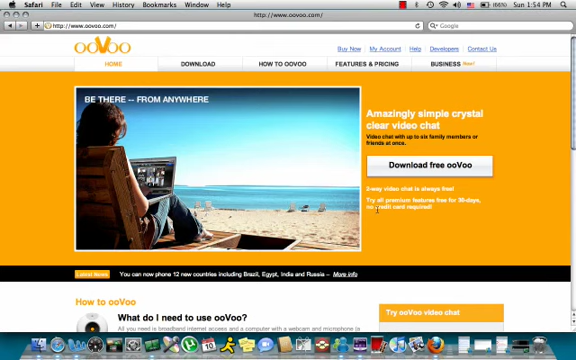 Safari File Edit View History Bookmarks Window Help
(66%) Sun 1:54 PM
http://www.oovoo.com/
http://www.oovoo.com/
Google
ooVoo
Buy Now | My Account | Help | Developers | Contact Us
HOME DOWNLOAD HOW TO OOVOO FEATURES & PRICING BUSINESS New!
BE THERE -- FROM ANYWHERE
Amazingly simple crystal
clear video chat
Video chat with up to six family members or
friends at once.
Download free ooVoo
2-way video chat is always free!
Try all premium features free for 30-days,
no credit card required!
Latest News You can now phone 12 new countries including Brazil, Egypt, India and Russia – More info
How to ooVoo
What do I need to use ooVoo?
All you need is broadband internet access and a computer with a webcam and microphone (a
Try ooVoo video chat